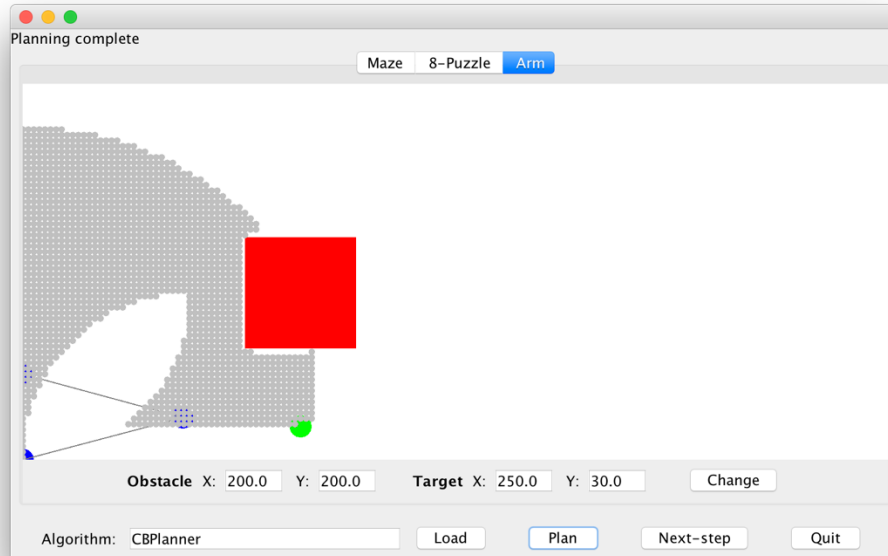 Planning complete
Maze 8-Puzzle Arm
Obstacle X: 200.0 Y: 200.0 Target X: 250.0 Y: 30.0 Change
Algorithm: CBPlanner Load Plan Next-step Quit